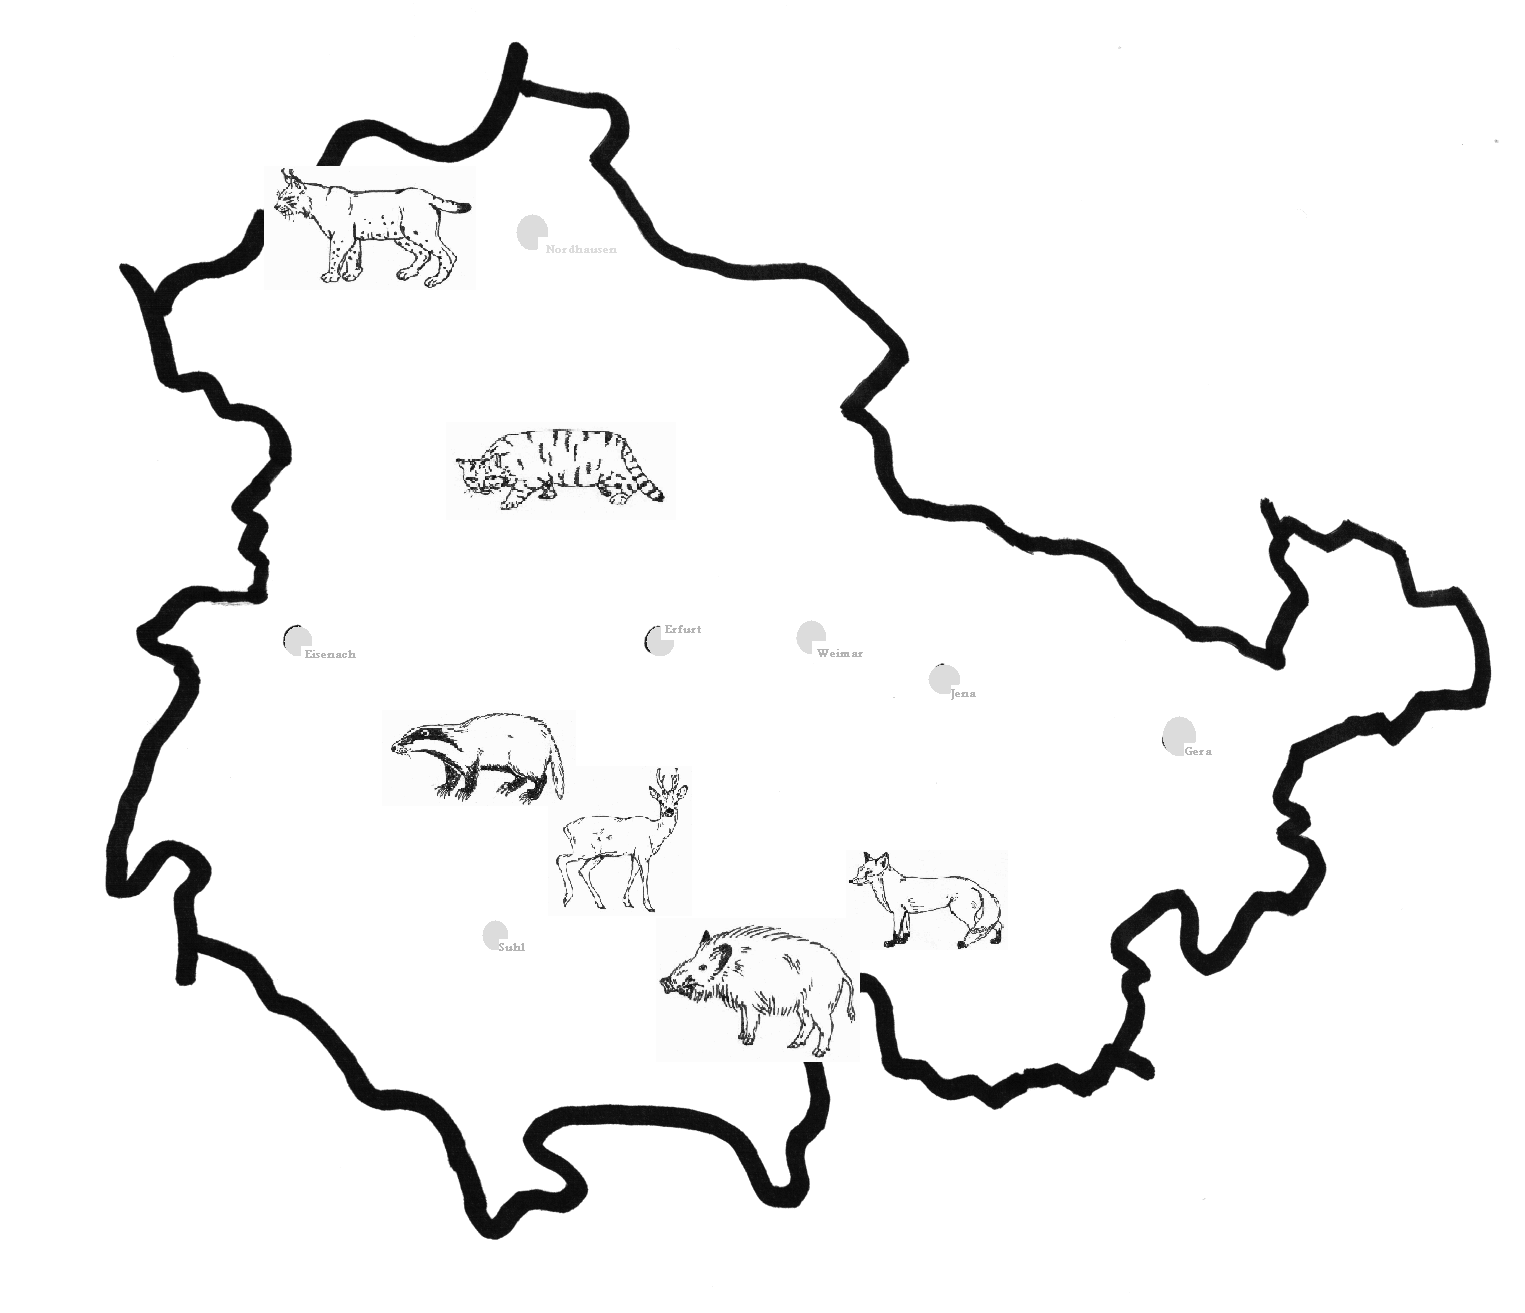 Nordhausen
Erfurt
Eisenach
Weimar
Jena
Gera
Suhl